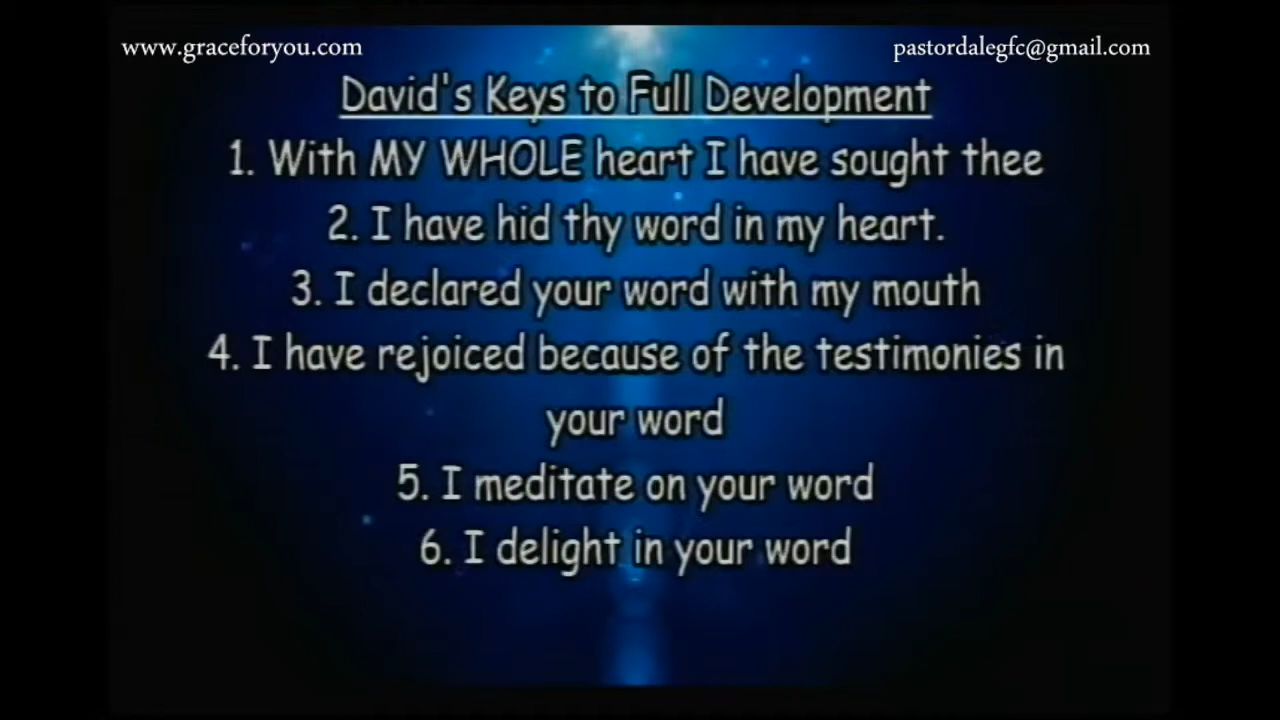 www.graceforyou.com
pastordalegfc@gmail.com
David's Keys to Full Development
1. With MY WHOLE heart I have sought thee
2. I have hid thy word in my heart.
3. I declared your word with my mouth
4. I have rejoiced because of the testimonies in
your word
5. I meditate on your word
6. I delight in your word